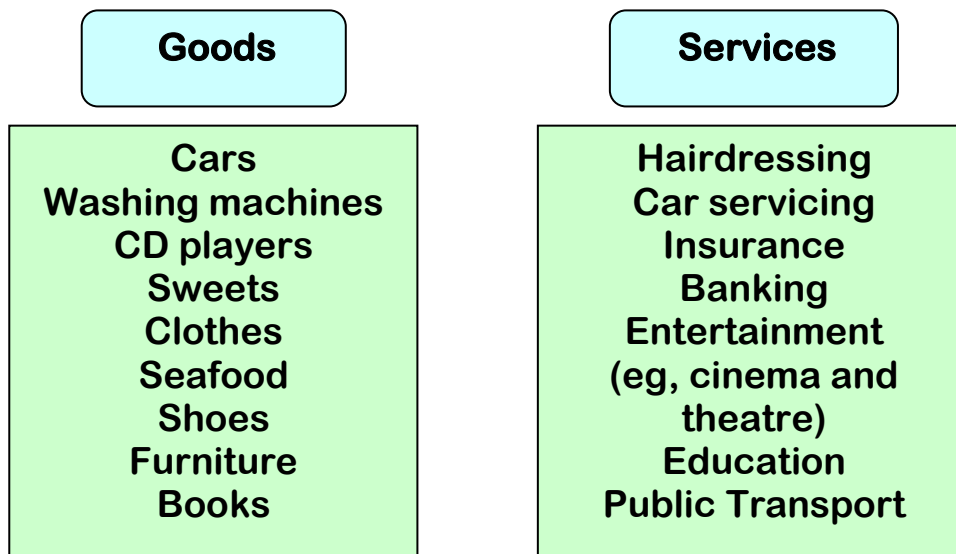 Goods
Cars
Washing machines
CD players
Sweets
Clothes
Seafood
Shoes
Furniture
Books
Services
Hairdressing
Car servicing
Insurance
Banking
Entertainment
(eg, cinema and
theatre)
Education
Public Transport